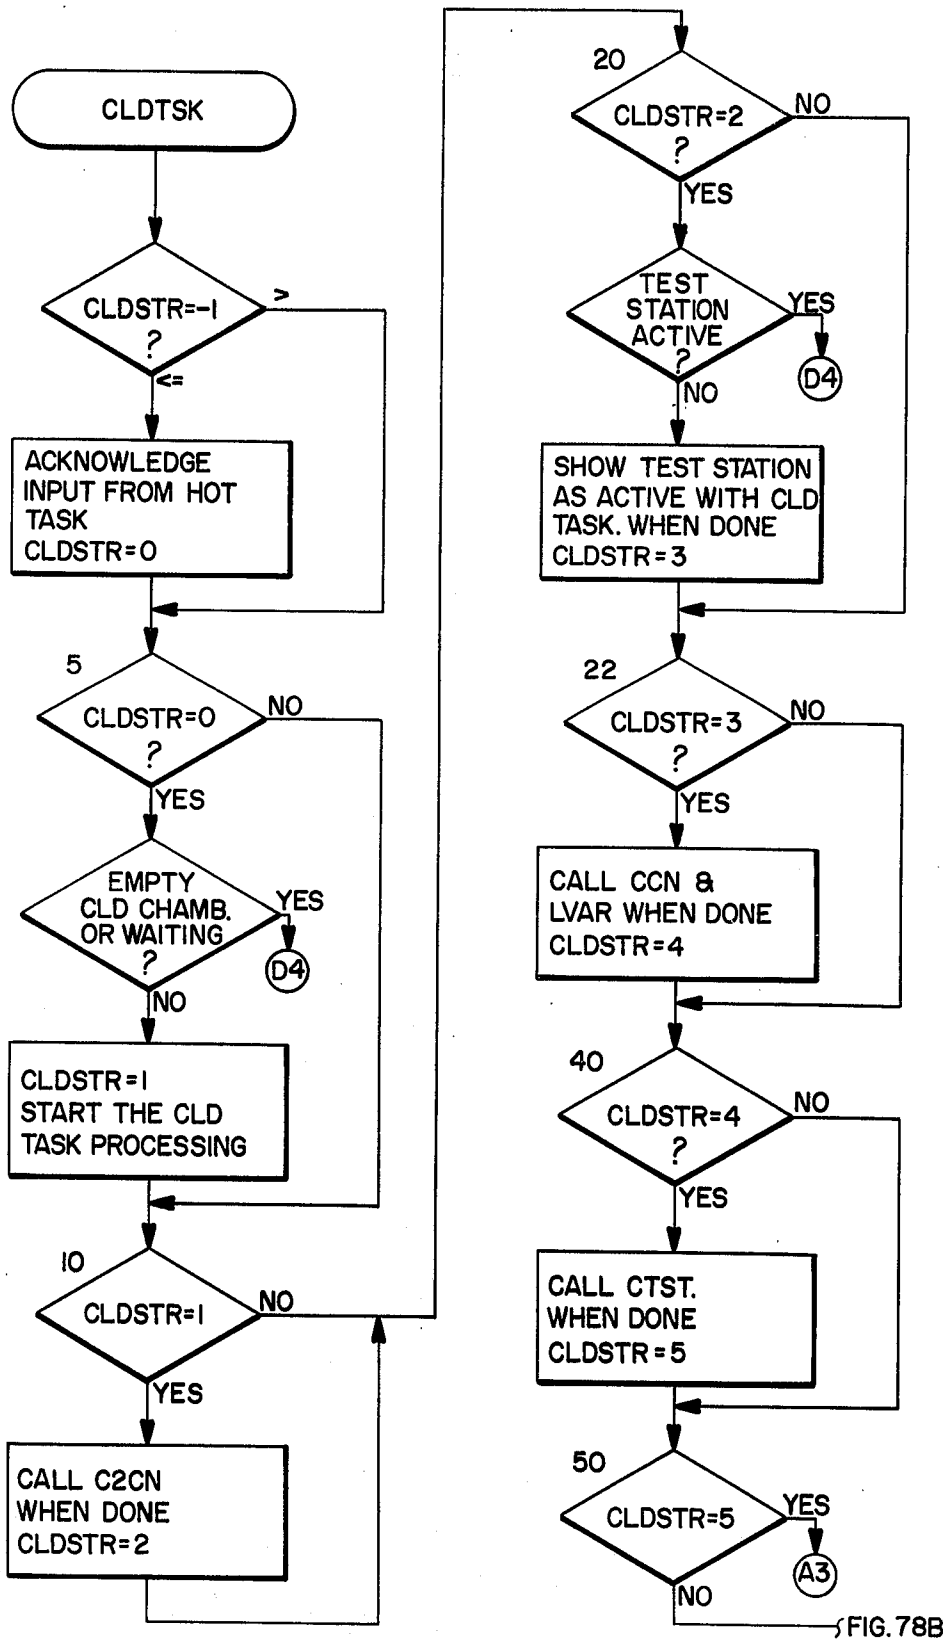 CLDTSK
CLDSTR=-1
?
>
<=
ACKNOWLEDGE
INPUT FROM HOT
TASK
CLDSTR=0
5
CLDSTR=0
?
NO
YES
EMPTY
CLD CHAMB.
OR WAITING
?
YES
D4
NO
CLDSTR=1
START THE CLD
TASK PROCESSING
10
CLDSTR=1
NO
YES
CALL C2CN
WHEN DONE
CLDSTR=2
20
CLDSTR=2
?
NO
YES
TEST
STATION
ACTIVE
?
YES
D4
NO
SHOW TEST STATION
AS ACTIVE WITH CLD
TASK. WHEN DONE
CLDSTR=3
22
CLDSTR=3
?
NO
YES
CALL CCN &
LVAR WHEN DONE
CLDSTR=4
40
CLDSTR=4
?
NO
YES
CALL CTST.
WHEN DONE
CLDSTR=5
50
CLDSTR=5
YES
A3
NO
FIG. 78B